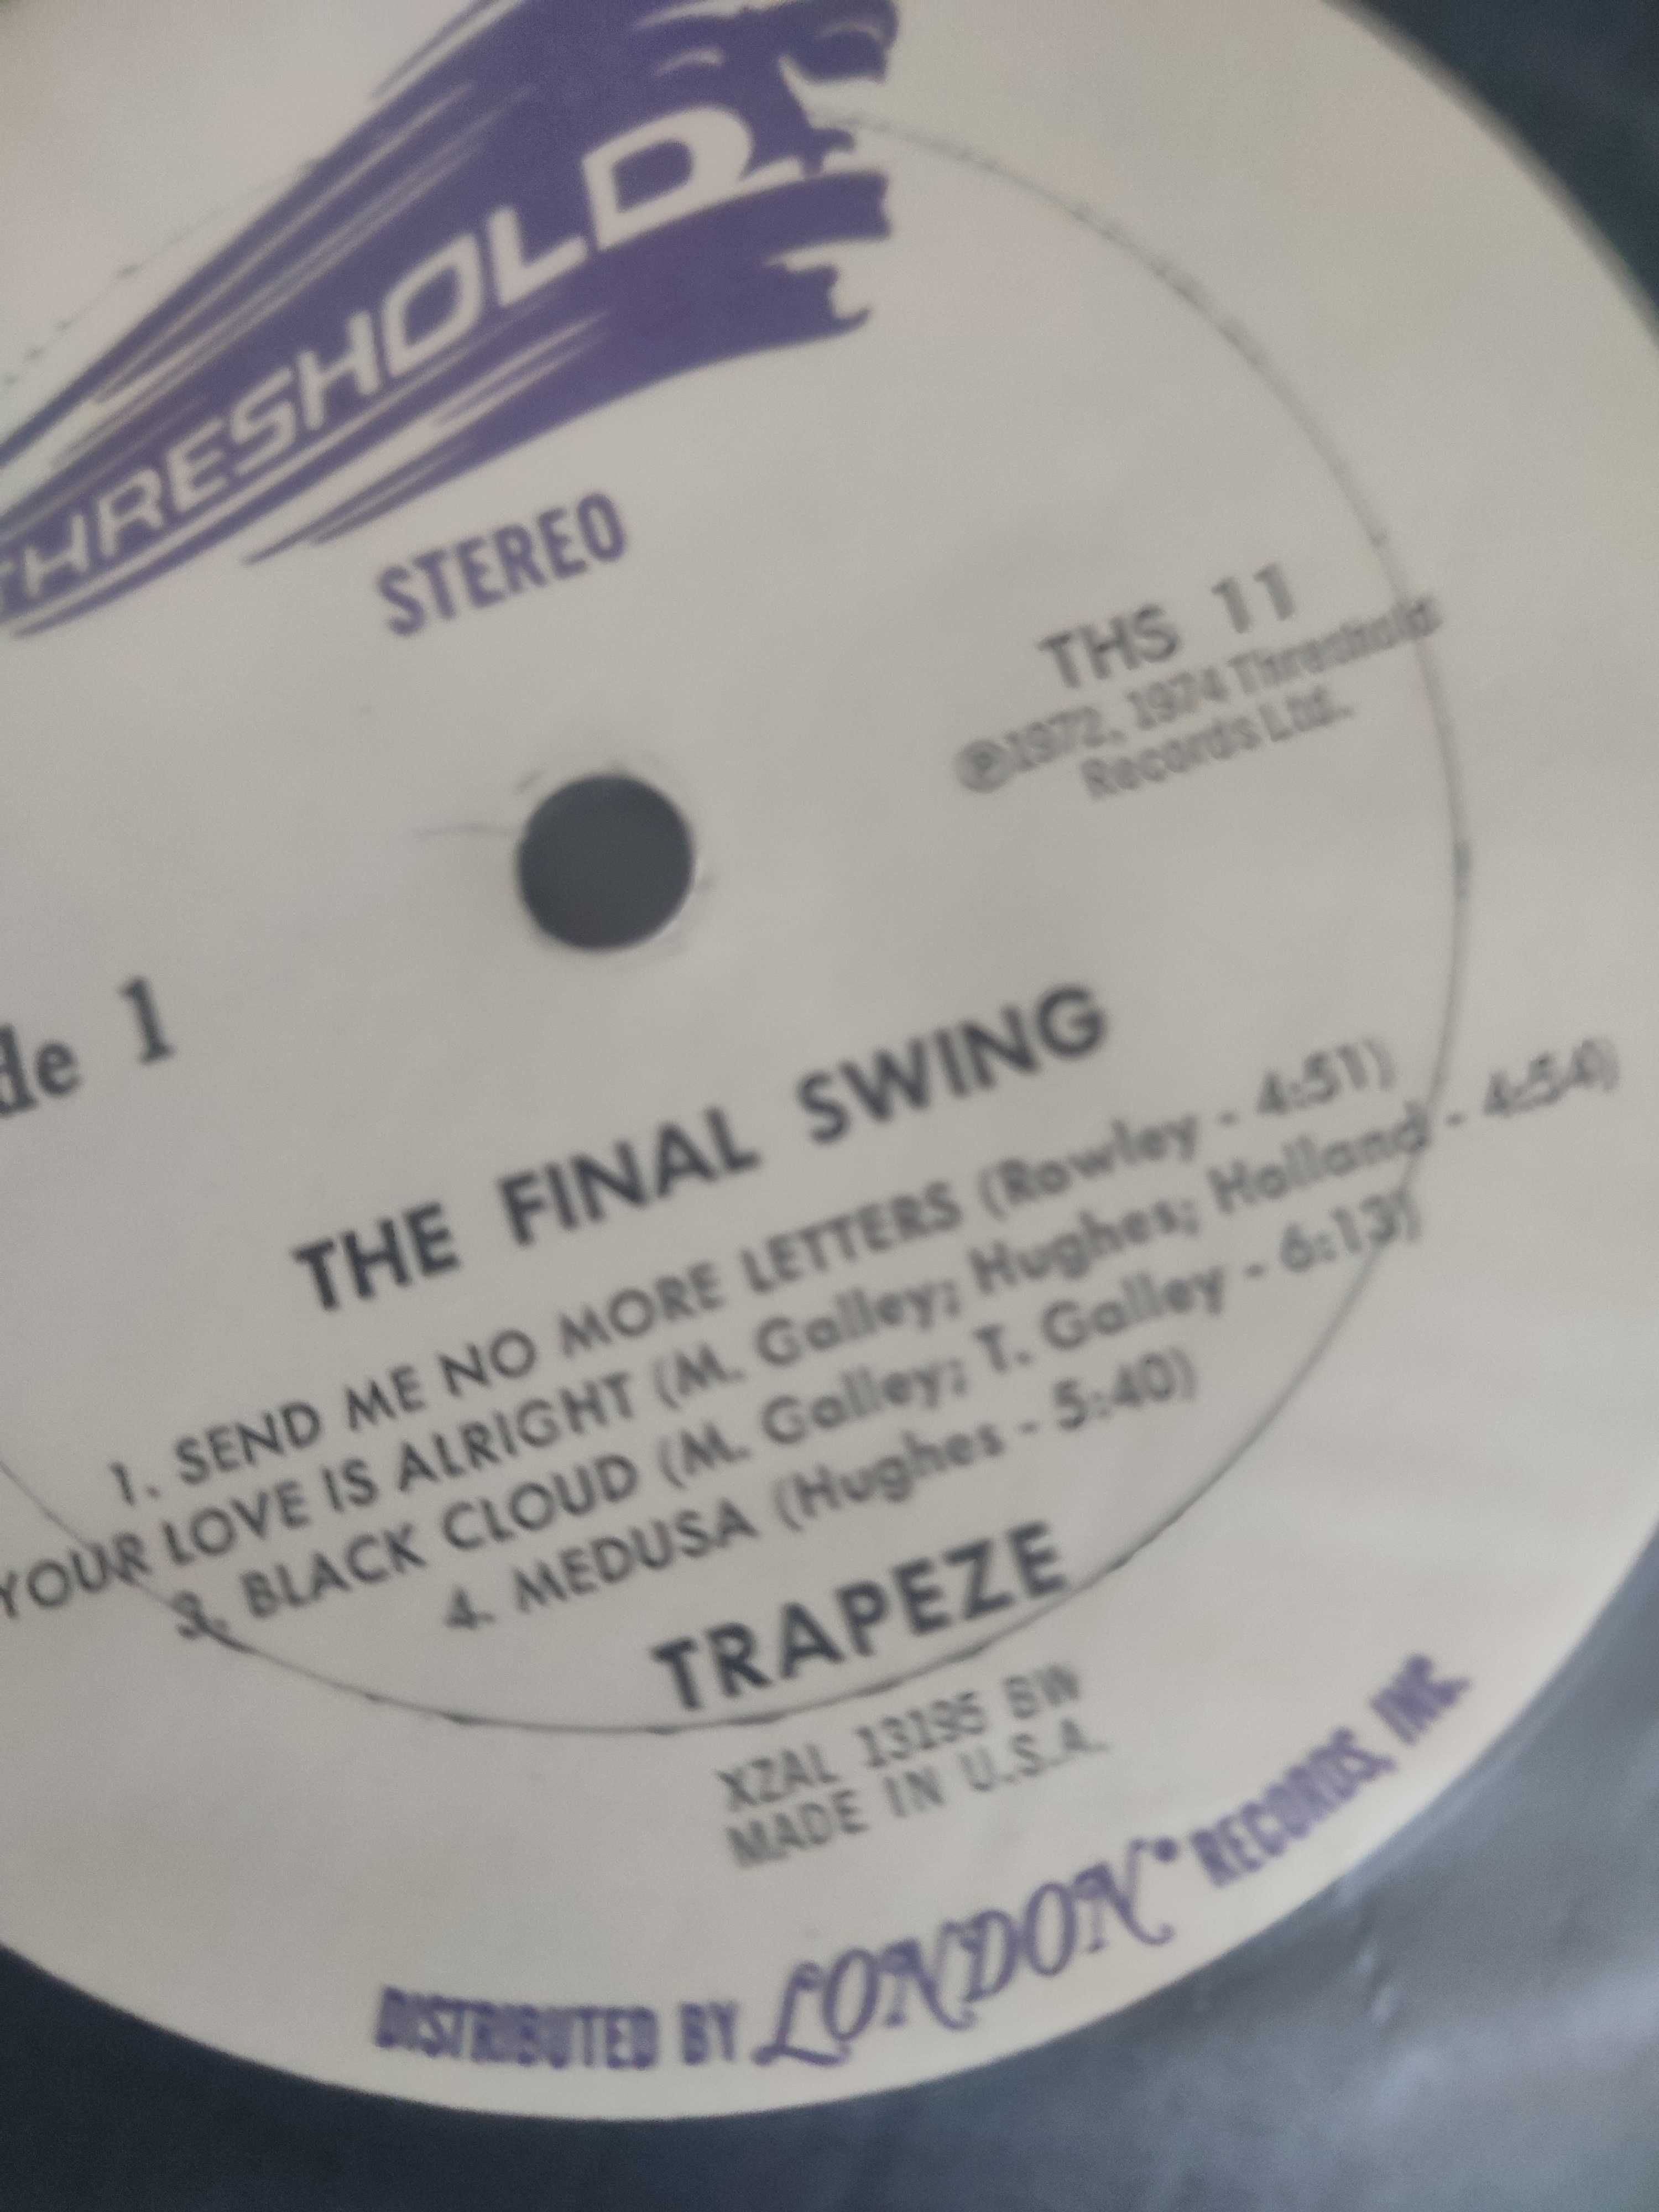 THRESHOLD
STEREO
THS 11
Ⓟ1972, 1974 Threshold
Records Ltd.
de 1
THE FINAL SWING
1. SEND ME NO MORE LETTERS (Rowley - 4:51)
YOUR LOVE IS ALRIGHT (M. Galley; Hughes; Holland - 4:54)
3. BLACK CLOUD (M. Galley; T. Galley - 6:13)
4. MEDUSA (Hughes - 5:40)
TRAPEZE
XZAL 13195 BW
MADE IN U.S.A.
DISTRIBUTED BY LONDON® RECORDS, INC.